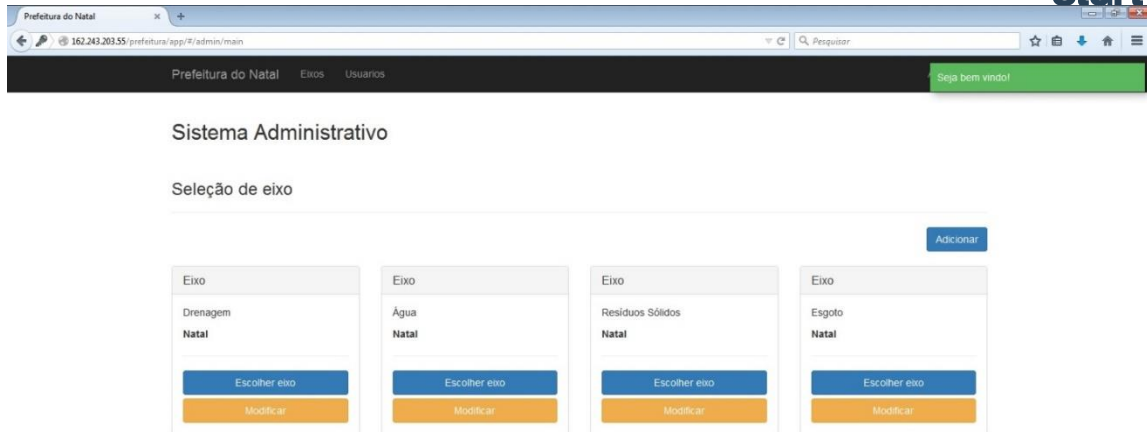 Start
Prefeitura do Natal
162.243.203.55/prefeitura/app/#/admin/main
Pesquisar
Prefeitura do Natal Eixos Usuarios
Seja bem vindo!
Sistema Administrativo
Seleção de eixo
Adicionar
Eixo Eixo Eixo Eixo
Drenagem Água Resíduos Sólidos Esgoto
Natal Natal Natal Natal
Escolher eixo Escolher eixo Escolher eixo Escolher eixo
Modificar Modificar Modificar Modificar